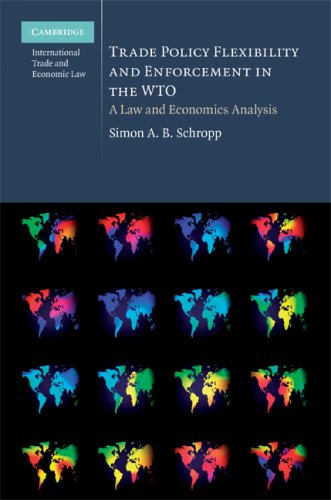 CAMBRIDGE
International
Trade and
Economic Law
TRADE POLICY FLEXIBILITY
AND ENFORCEMENT IN
THE WTO
A Law and Economics Analysis
Simon A. B. Schropp